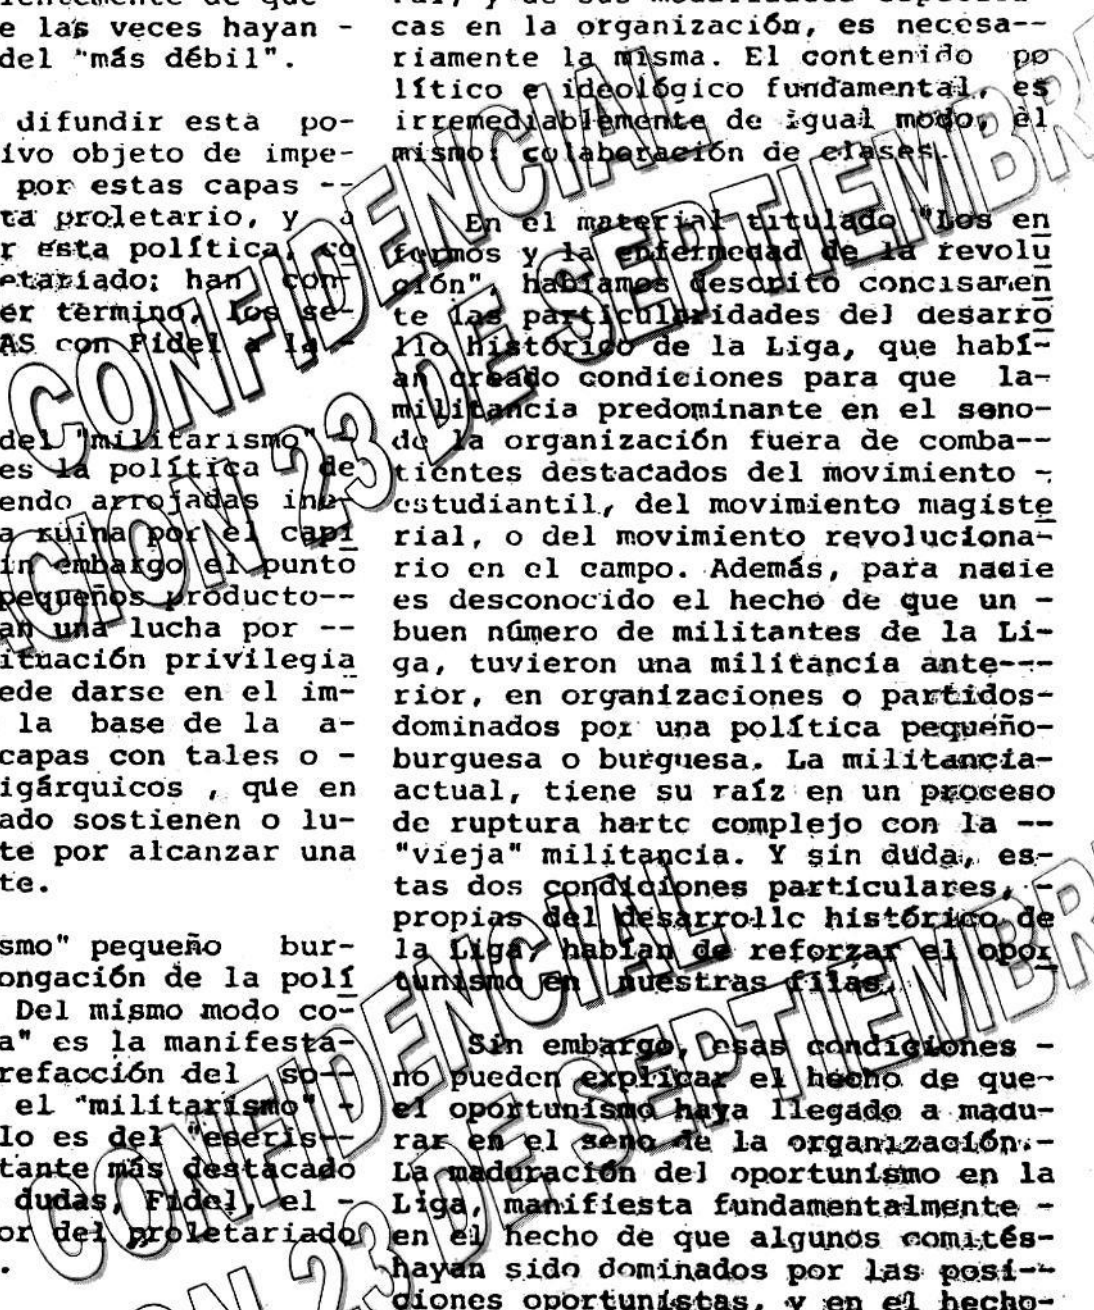 e las veces hayan -
del "más débil".
difundir esta po-
ivo objeto de impe-
por estas capas --
ta proletario, y a
r esta política, co
etariado; han con-
er término, los se-
AS con Fidel a la -
del "militarismo" -
es la política de
endo arrojadas ine-
a ruina por el capi
in embargo el punto
pequeños producto--
an una lucha por --
ituación privilegia
ede darse en el im-
la base de la a-
capas con tales o -
igárquicos , que en
ado sostienen o lu-
te por alcanzar una
te.
smo" pequeño bur-
ongación de la polí
Del mismo modo co-
a" es la manifesta-
refacción del so--
el "militarismo" -
lo es del "eseris--
tante más destacado
dudas, Fidel, el -
or del proletariado
.
cas en la organización, es necesa--
riamente la misma. El contenido po
lítico e ideológico fundamental, es
irremediablemente de igual modo, el
mismo: colaboración de clases.
En el material titulado "Los en
fermos y la enfermedad de la revolu
ción", habíamos descrito concisamen
te las particularidades del desarro
llo histórico de la Liga, que habí-
an creado condiciones para que la-
militancia predominante en el seno-
de la organización fuera de comba--
tientes destacados del movimiento -
estudiantil, del movimiento magiste
rial, o del movimiento revoluciona-
rio en el campo. Además, para nadie
es desconocido el hecho de que un -
buen número de militantes de la Li-
ga, tuvieron una militancia ante---
rior, en organizaciones o partidos-
dominados por una política pequeño-
burguesa o burguesa. La militancia-
actual, tiene su raíz en un proceso
de ruptura harto complejo con la --
"vieja" militancia. Y sin duda, es-
tas dos condiciones particulares, -
propias del desarrollo histórico de
la Liga, habían de reforzar el opor
tunismo en nuestras filas.
Sin embargo, esas condiciones -
no pueden explicar el hecho de que-
el oportunismo haya llegado a madu-
rar en el seno de la organización.-
La maduración del oportunismo en la
Liga, manifiesta fundamentalmente -
en el hecho de que algunos comités-
hayan sido dominados por las posi--
ciones oportunistas, y en el hecho-
CONFIDENCIAL
23 DE SEPTIEMBR
CONFIDENCIAL
23 DE SEPTIEMBR